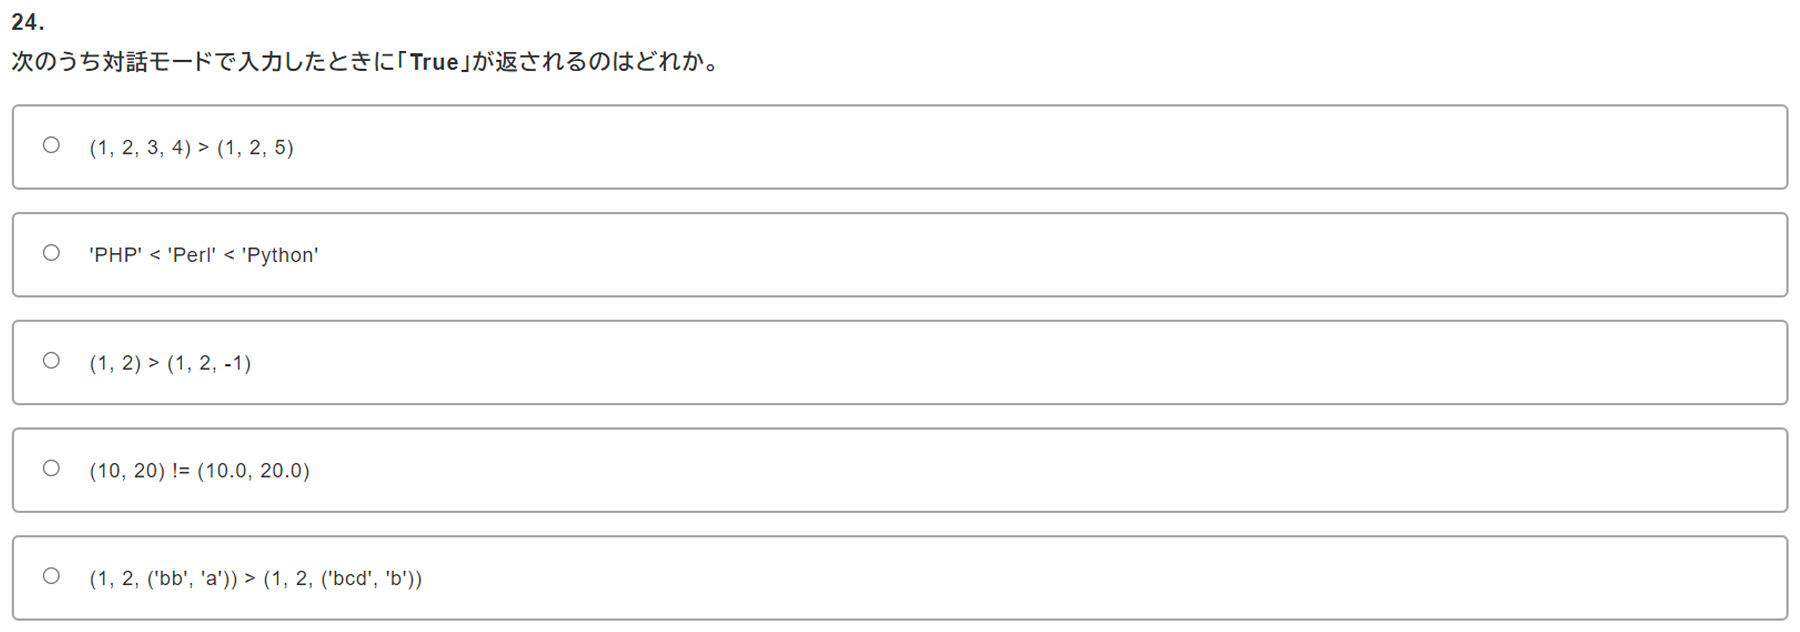 24.
次のうち対話モードで入力したときに「True」が返されるのはどれか。
(1, 2, 3, 4) > (1, 2, 5)
'PHP' < 'Perl' < 'Python'
(1, 2) > (1, 2, -1)
(10, 20) != (10.0, 20.0)
(1, 2, ('bb', 'a')) > (1, 2, ('bcd', 'b'))